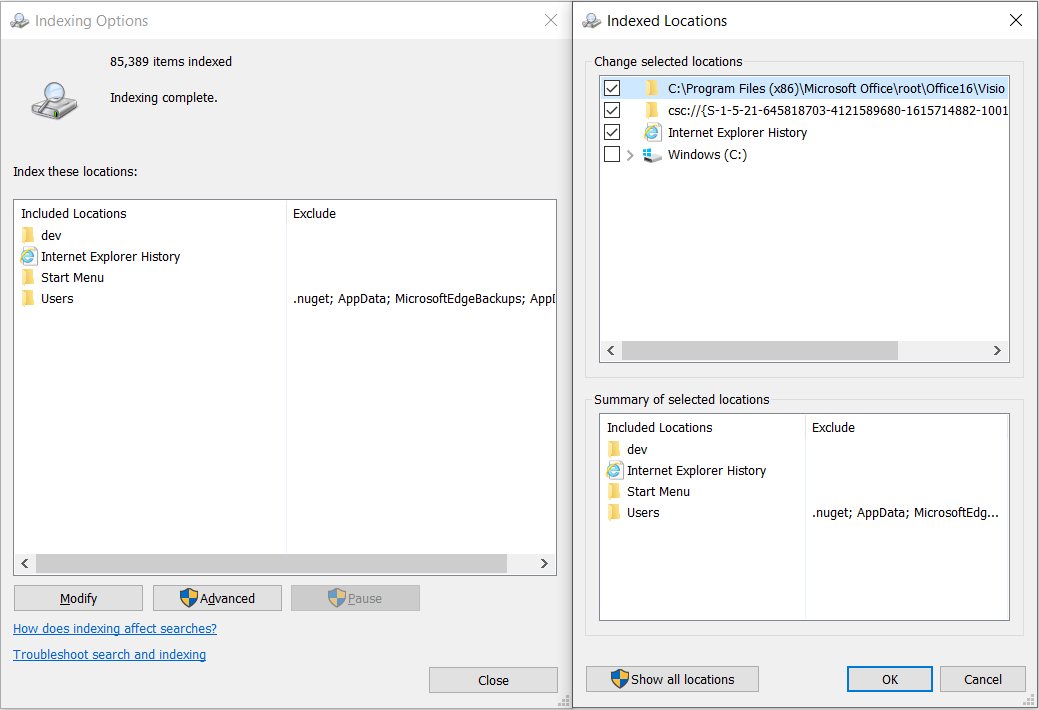 Indexing Options
85,389 items indexed
Indexing complete.
Index these locations:
Included Locations
Exclude
dev
Internet Explorer History
Start Menu
Users
.nuget; AppData; MicrosoftEdgeBackups; AppD
Modify
Advanced
Pause
How does indexing affect searches?
Troubleshoot search and indexing
Close
Indexed Locations
Change selected locations
C:\Program Files (x86)\Microsoft Office\root\Office16\Visio
csc://{S-1-5-21-645818703-4121589680-1615714882-1001
Internet Explorer History
Windows (C:)
Summary of selected locations
Included Locations
Exclude
dev
Internet Explorer History
Start Menu
Users
.nuget; AppData; MicrosoftEdg...
Show all locations
OK
Cancel